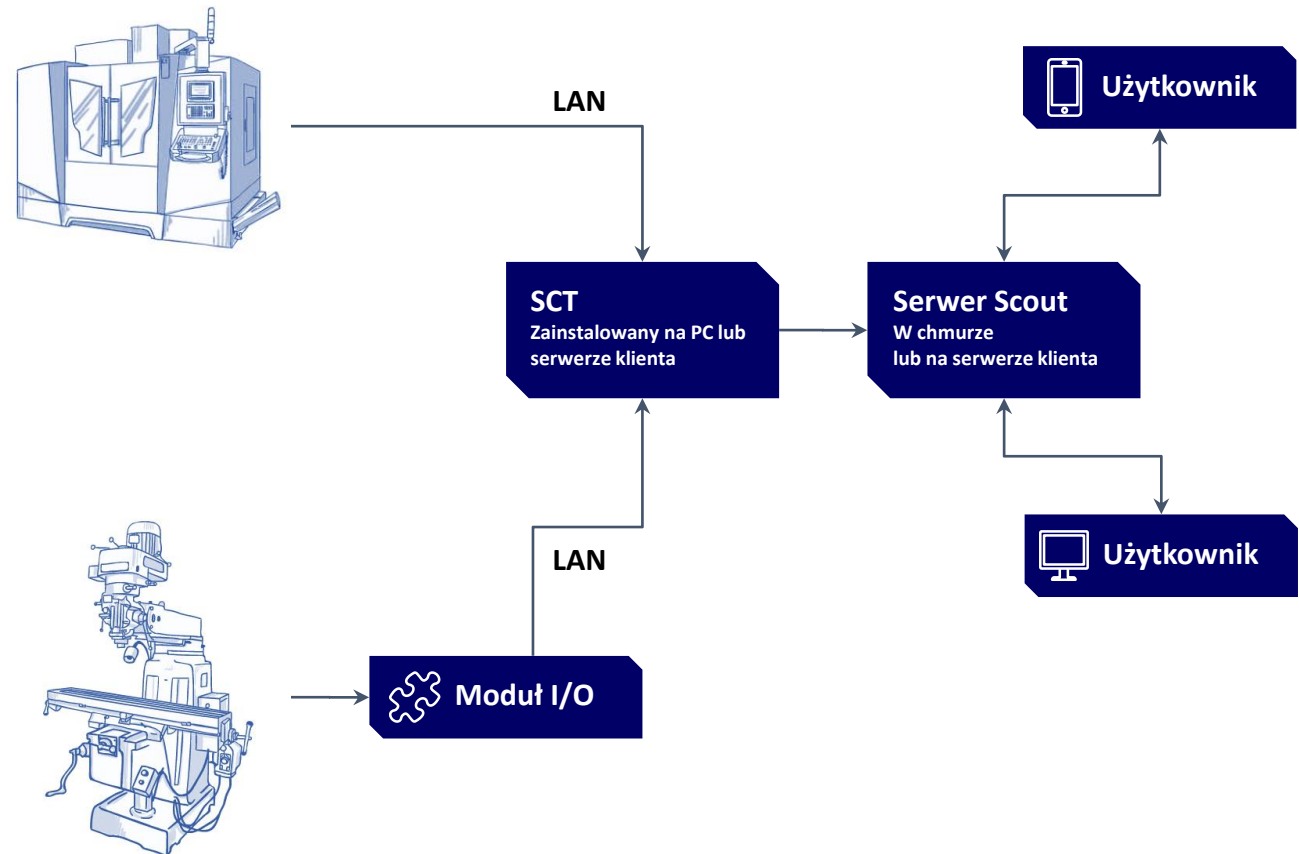 LAN
Użytkownik
SCT
Zainstalowany na PC lub
serwerze klienta
Serwer Scout
W chmurze
lub na serwerze klienta
LAN
Użytkownik
Moduł I/O